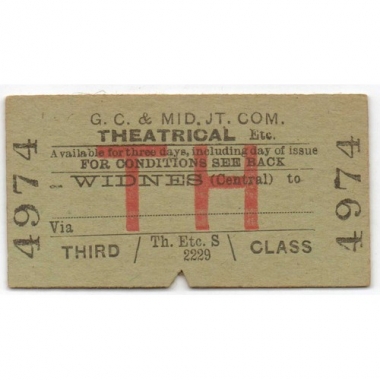 G. C. & MID. JT. COM.
THEATRICAL Etc.
Available for three days, including day of issue
FOR CONDITIONS SEE BACK
WIDNES (Central) to
TH
Via
THIRD / Th. Etc. S 2229 \ CLASS
4974
4974